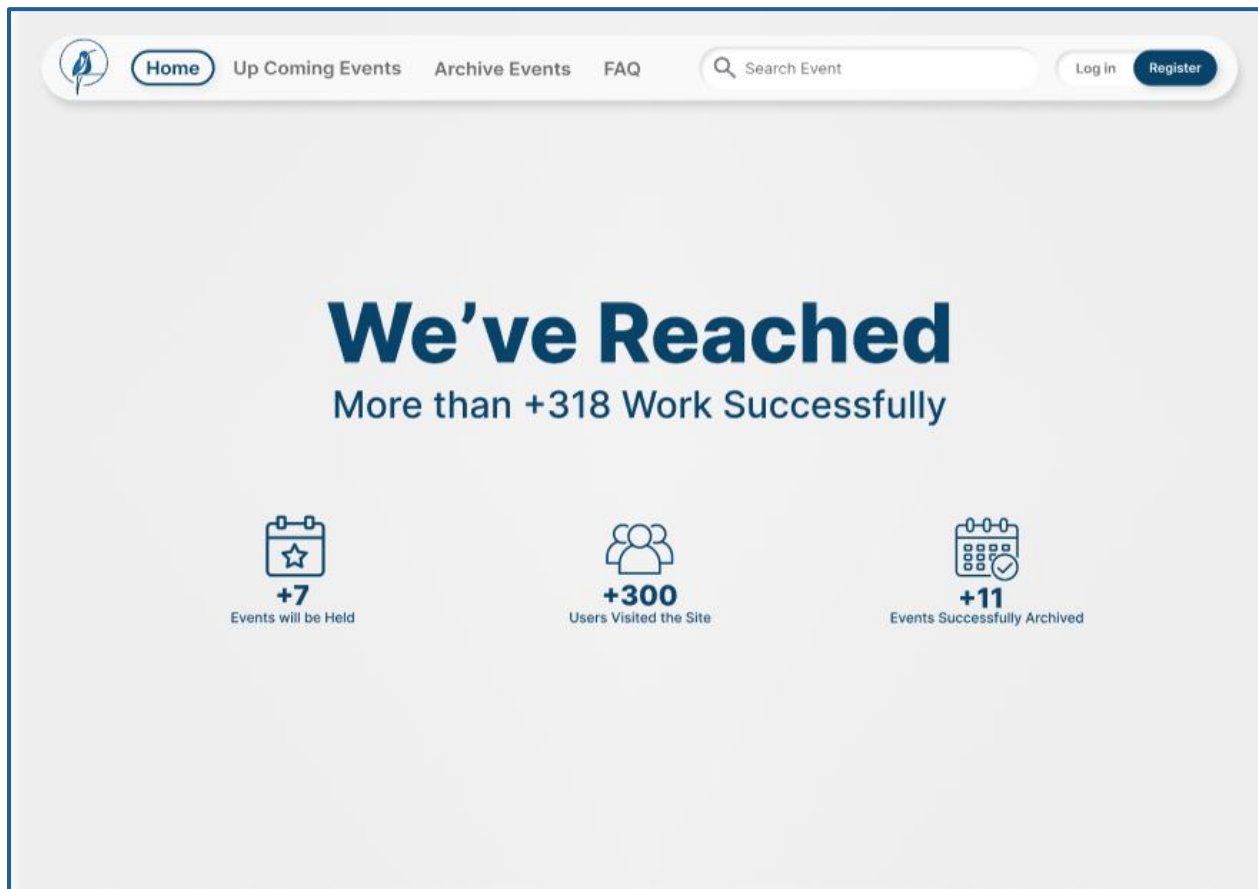 Home Up Coming Events Archive Events FAQ Search Event Log in Register
We've Reached
More than +318 Work Successfully
+7
Events will be Held
+300
Users Visited the Site
+11
Events Successfully Archived